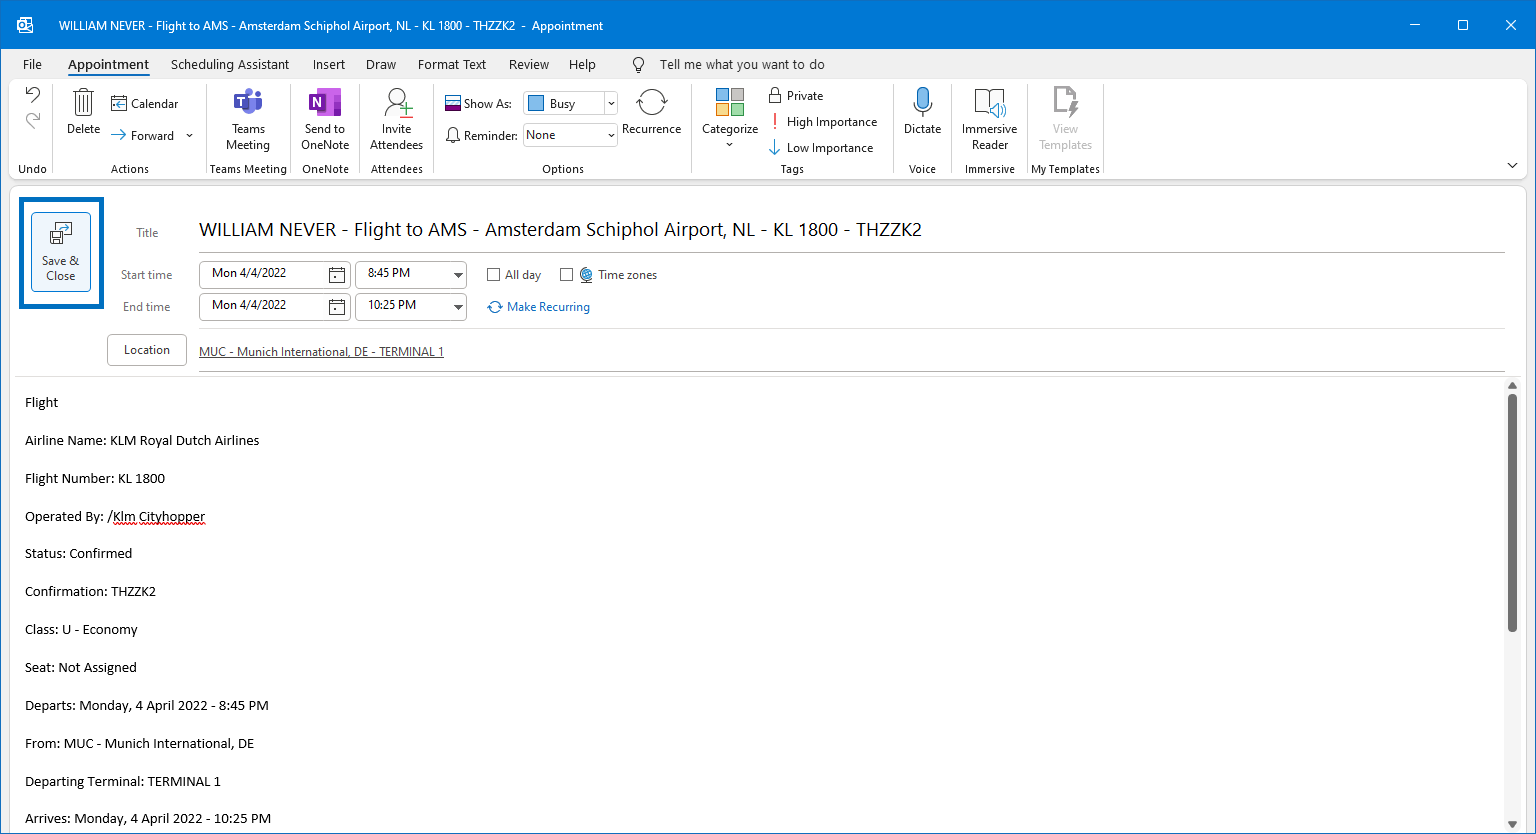 WILLIAM NEVER - Flight to AMS - Amsterdam Schiphol Airport, NL - KL 1800 - THZZK2 - Appointment
File Appointment Scheduling Assistant Insert Draw Format Text Review Help Tell me what you want to do
Undo
Delete
Calendar
Forward
Actions
Teams
Meeting
Teams Meeting
Send to
OneNote
OneNote
Invite
Attendees
Attendees
Show As: Busy
Reminder: None
Recurrence
Options
Categorize
Private
High Importance
Low Importance
Tags
Dictate
Voice
Immersive
Reader
Immersive
View
Templates
My Templates
Save &
Close
Title WILLIAM NEVER - Flight to AMS - Amsterdam Schiphol Airport, NL - KL 1800 - THZZK2
Start time Mon 4/4/2022 8:45 PM All day Time zones
End time Mon 4/4/2022 10:25 PM Make Recurring
Location MUC - Munich International, DE - TERMINAL 1
Flight
Airline Name: KLM Royal Dutch Airlines
Flight Number: KL 1800
Operated By: /Klm Cityhopper
Status: Confirmed
Confirmation: THZZK2
Class: U - Economy
Seat: Not Assigned
Departs: Monday, 4 April 2022 - 8:45 PM
From: MUC - Munich International, DE
Departing Terminal: TERMINAL 1
Arrives: Monday, 4 April 2022 - 10:25 PM